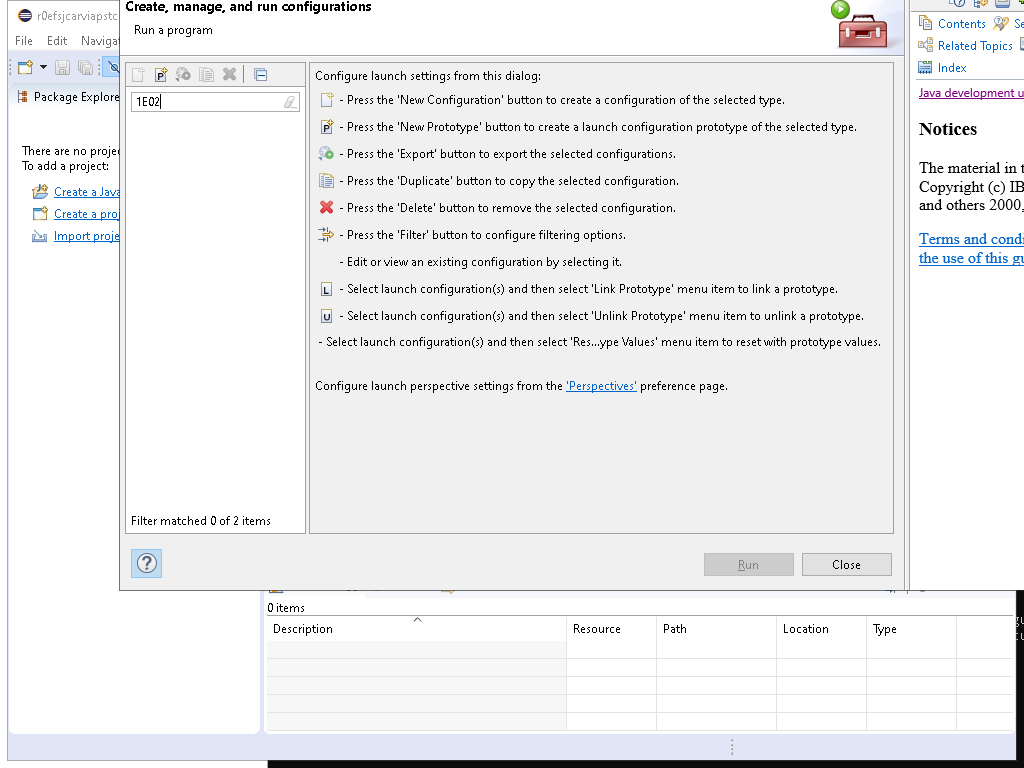 r0efsjcarviapstc
Create, manage, and run configurations
Run a program
File Edit Naviga
Package Explore
There are no projec
To add a project:
Create a Java
Create a proj
Import proje
1E02
Filter matched 0 of 2 items
Configure launch settings from this dialog:
- Press the 'New Configuration' button to create a configuration of the selected type.
- Press the 'New Prototype' button to create a launch configuration prototype of the selected type.
- Press the 'Export' button to export the selected configurations.
- Press the 'Duplicate' button to copy the selected configuration.
- Press the 'Delete' button to remove the selected configuration.
- Press the 'Filter' button to configure filtering options.
- Edit or view an existing configuration by selecting it.
L - Select launch configuration(s) and then select 'Link Prototype' menu item to link a prototype.
U - Select launch configuration(s) and then select 'Unlink Prototype' menu item to unlink a prototype.
- Select launch configuration(s) and then select 'Res...ype Values' menu item to reset with prototype values.
Configure launch perspective settings from the 'Perspectives' preference page.
Run Close
Contents Se
Related Topics
Index
Java development u
Notices
The material in t
Copyright (c) IB
and others 2000,
Terms and condi
the use of this gu
0 items
Description Resource Path Location Type